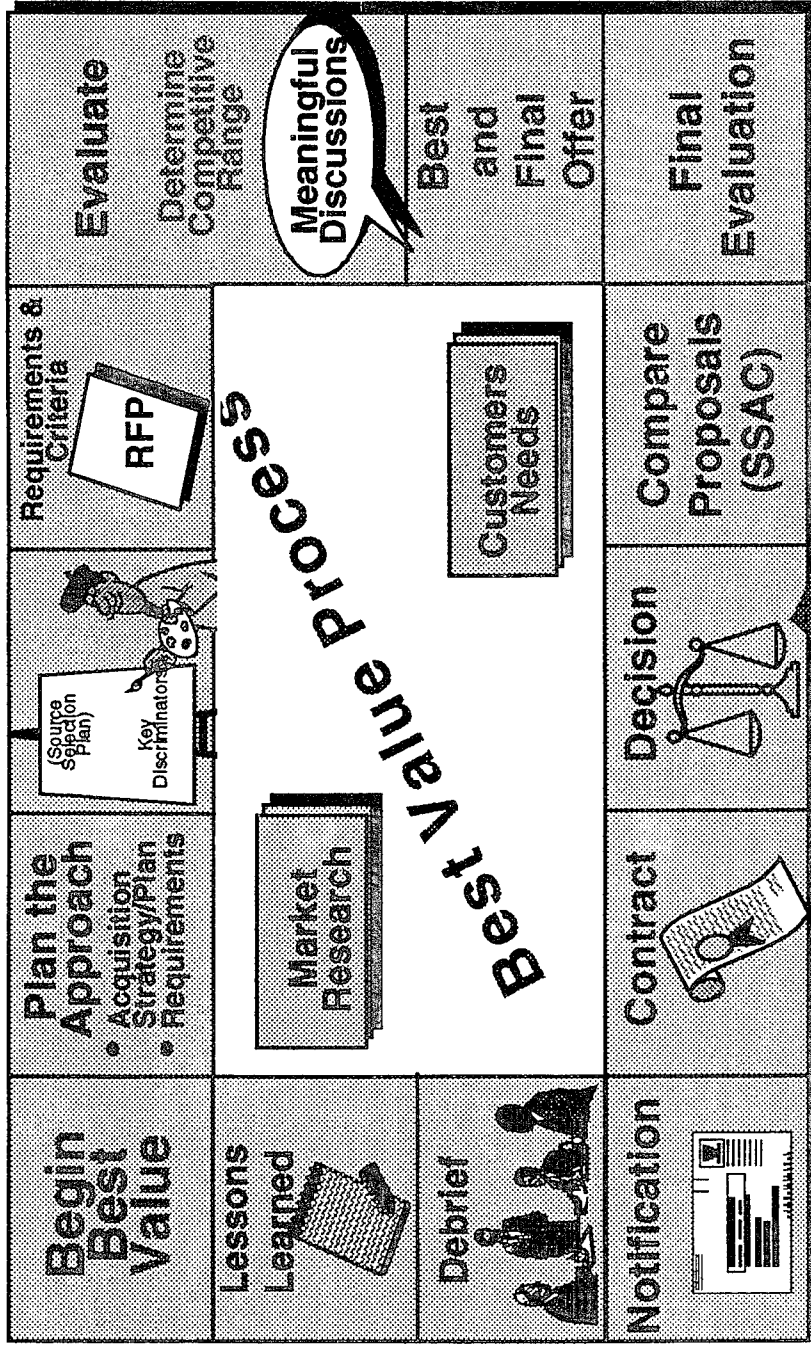 Begin
Best
Value
Plan the
Approach
• Acquisition
Strategy/Plan
• Requirements
(Source
Selection
Plan)
Key
Discriminators
Requirements &
Criteria
RFP
Evaluate
Determine
Competitive
Range
Meaningful
Discussions
Best
and
Final
Offer
Final
Evaluation
Compare
Proposals
(SSAC)
Decision
Contract
Notification
Debrief
Lessons
Learned
Market
Research
Best Value Process
Customers
Needs